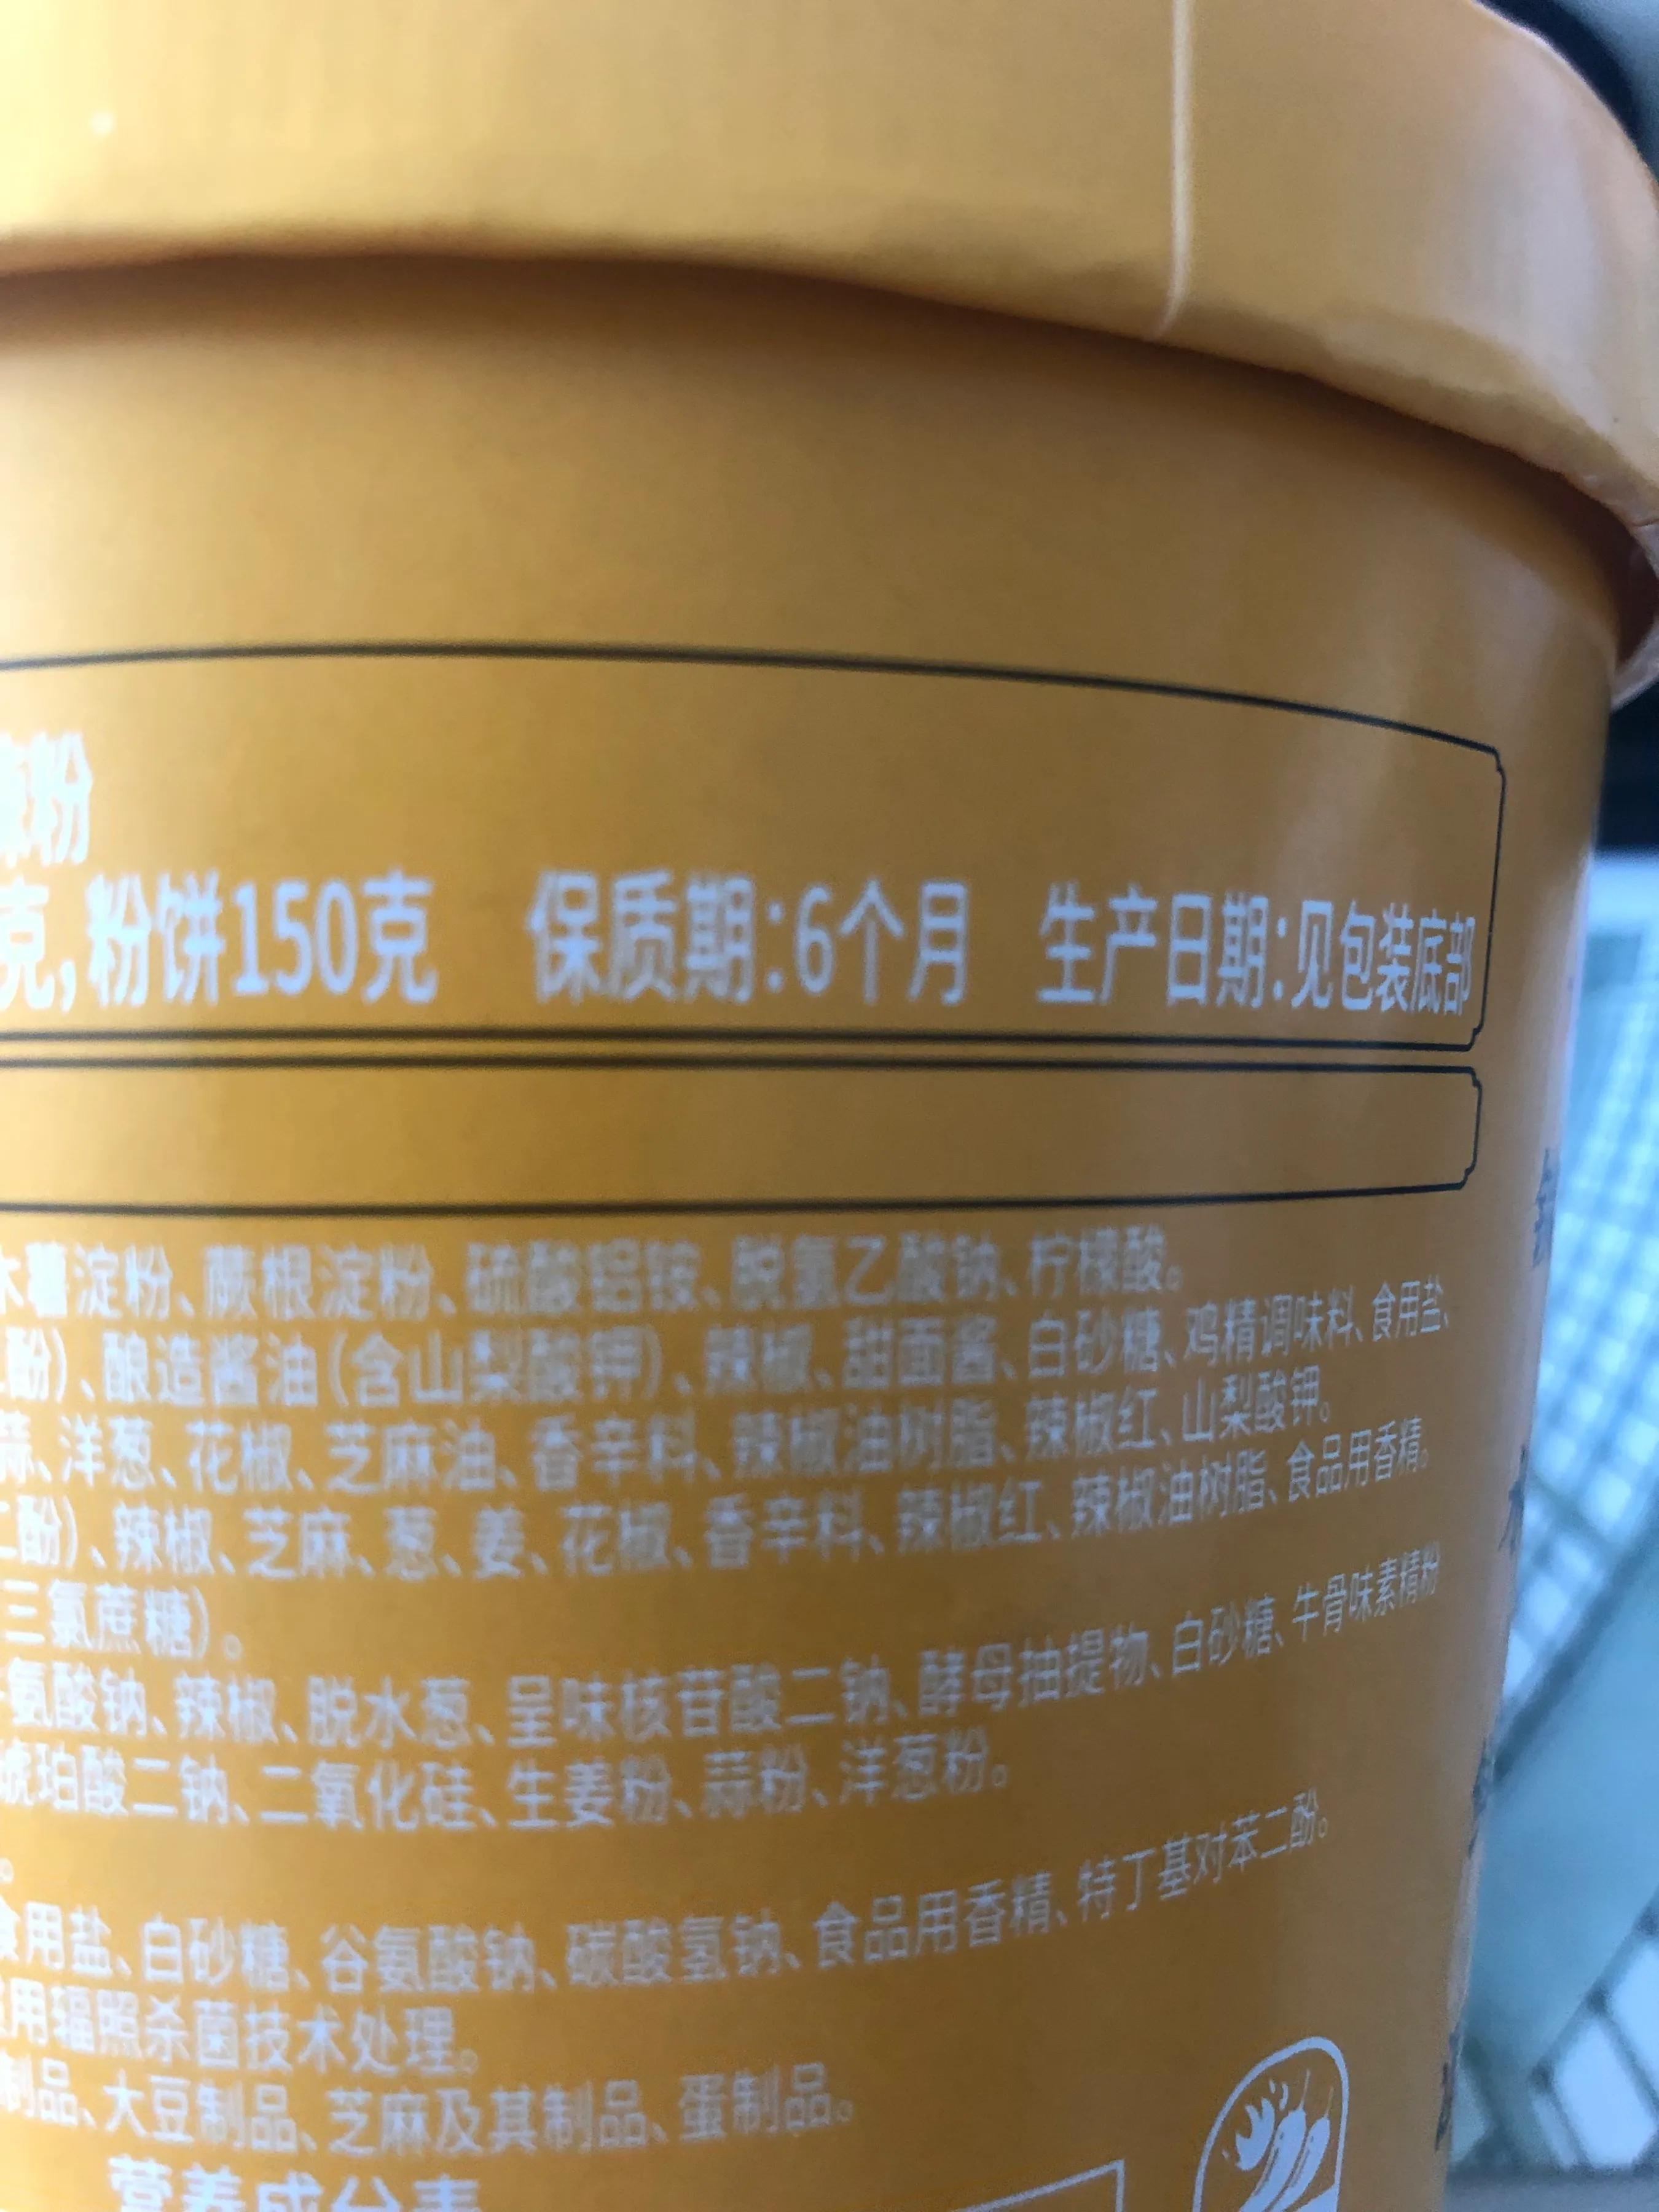 粉
克,粉饼150克 保质期:6个月 生产日期:见包装底部
木薯淀粉、蕨根淀粉、硫酸铝铵、脱氢乙酸钠、柠檬酸。
二酚)、酿造酱油(含山梨酸钾)、辣椒、甜面酱、白砂糖、鸡精调味料、食用盐、
蒜、洋葱、花椒、芝麻油、香辛料、辣椒油树脂、辣椒红、山梨酸钾。
二酚)、辣椒、芝麻、葱、姜、花椒、香辛料、辣椒红、辣椒油树脂、食品用香精。
三氯蔗糖)。
氨酸钠、辣椒、脱水葱、呈味核苷酸二钠、酵母抽提物、白砂糖、牛骨味素精粉
琥珀酸二钠、二氧化硅、生姜粉、蒜粉、洋葱粉。
。
食用盐、白砂糖、谷氨酸钠、碳酸氢钠、食品用香精、特丁基对苯二酚。
用辐照杀菌技术处理。
制品、大豆制品、芝麻及其制品、蛋制品。
营养成分表